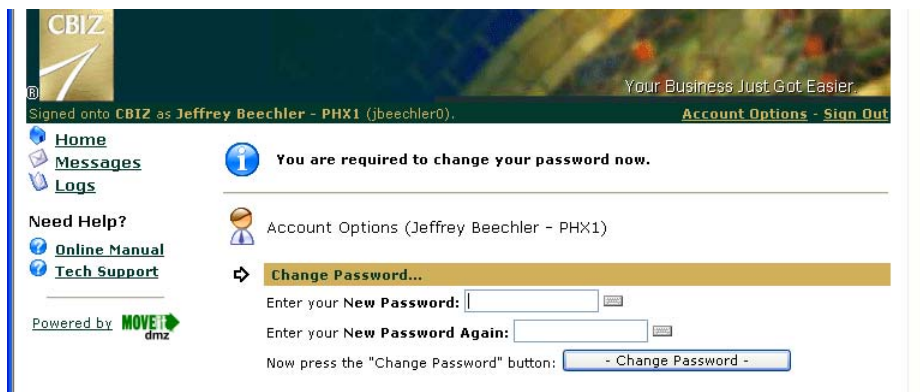 CBIZ
®
Your Business Just Got Easier.
Signed onto CBIZ as Jeffrey Beechler - PHX1 (jbeechler0). Account Options - Sign Out
Home
Messages
Logs
Need Help?
Online Manual
Tech Support
Powered by MOVEit dmz
You are required to change your password now.
Account Options (Jeffrey Beechler - PHX1)
Change Password...
Enter your New Password:
Enter your New Password Again:
Now press the "Change Password" button: - Change Password -